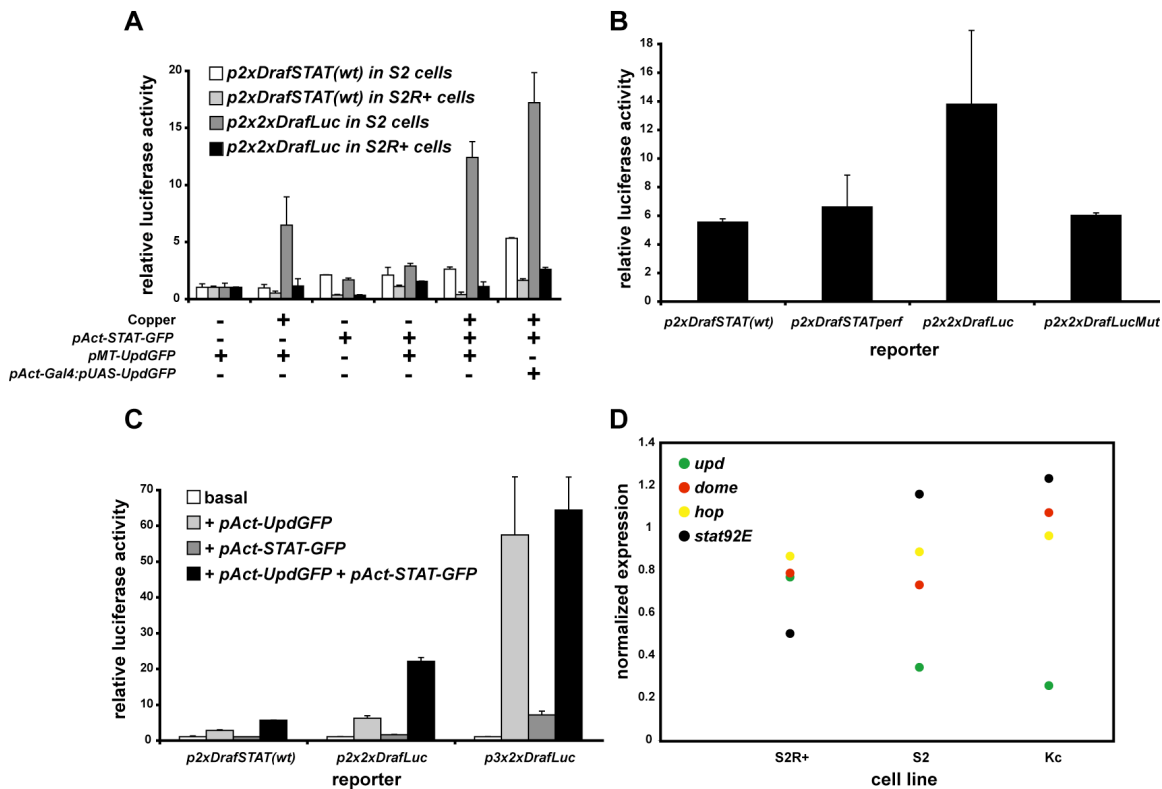 A
relative luciferase activity
20
15
10
5
0
p2xDrafSTAT(wt) in S2 cells
p2xDrafSTAT(wt) in S2R+ cells
p2x2xDrafLuc in S2 cells
p2x2xDrafLuc in S2R+ cells
Copper - + - - + +
pAct-STAT-GFP - - + + + +
pMT-UpdGFP + + - + + -
pAct-Gal4:pUAS-UpdGFP - - - - - +
B
relative luciferase activity
18
16
14
12
10
8
6
4
2
0
p2xDrafSTAT(wt) p2xDrafSTATperf p2x2xDrafLuc p2x2xDrafLucMut
reporter
C
relative luciferase activity
70
60
50
40
30
20
10
0
basal
+ pAct-UpdGFP
+ pAct-STAT-GFP
+ pAct-UpdGFP + pAct-STAT-GFP
p2xDrafSTAT(wt) p2x2xDrafLuc p3x2xDrafLuc
reporter
D
normalized expression
1.4
1.2
1
0.8
0.6
0.4
0.2
0
upd
dome
hop
stat92E
S2R+ S2 Kc
cell line